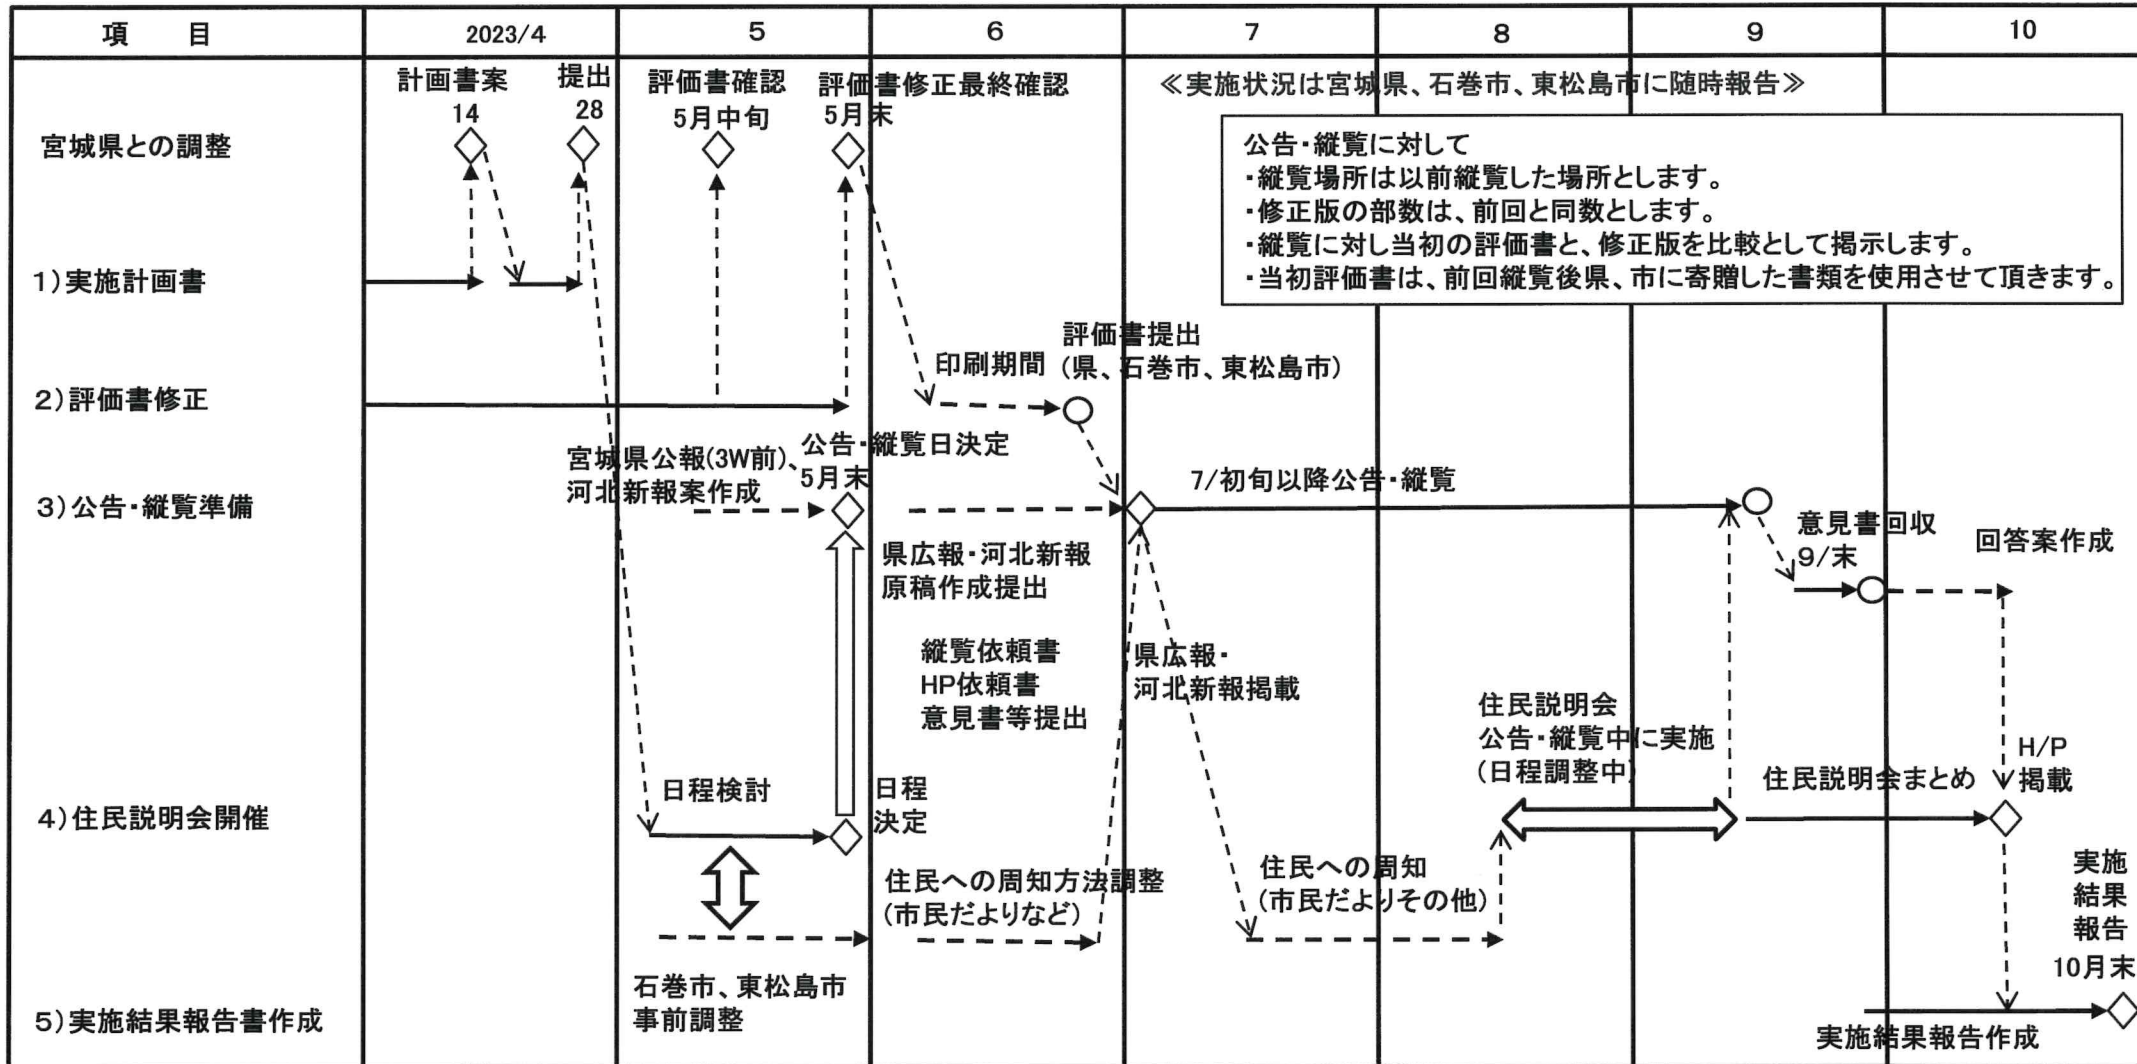 項　目
2023/4
5
6
7
8
9
10
計画書案
14
提出
28
評価書確認
5月中旬
評価書修正最終確認
5月末
≪実施状況は宮城県、石巻市、東松島市に随時報告≫
宮城県との調整
公告・縦覧に対して
・縦覧場所は以前縦覧した場所とします。
・修正版の部数は、前回と同数とします。
・縦覧に対し当初の評価書と、修正版を比較として掲示します。
・当初評価書は、前回縦覧後県、市に寄贈した書類を使用させて頂きます。
1)実施計画書
印刷期間
評価書提出
(県、石巻市、東松島市)
2)評価書修正
宮城県公報(3W前)、
河北新報案作成
公告・縦覧日決定
5月末
7/初旬以降公告・縦覧
3)公告・縦覧準備
意見書回収
9/末
回答案作成
県広報・河北新報
原稿作成提出
縦覧依頼書
HP依頼書
意見書等提出
県広報・
河北新報掲載
住民説明会
公告・縦覧中に実施
(日程調整中)
日程検討
日程
決定
住民説明会まとめ
H/P
掲載
4)住民説明会開催
住民への周知方法調整
(市民だよりなど)
住民への周知
(市民だよりその他)
実施
結果
報告
10月末
石巻市、東松島市
事前調整
5)実施結果報告書作成
実施結果報告作成